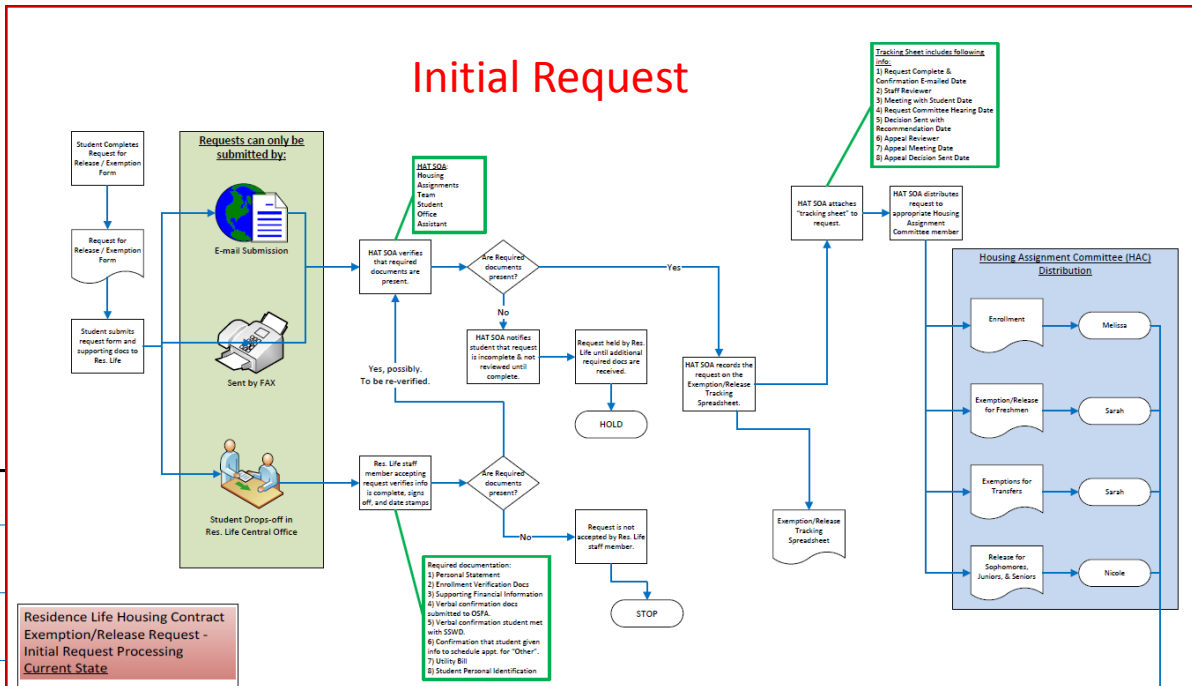 Initial Request
Tracking Sheet includes following
info:
1) Request Complete &
Confirmation E-mailed Date
2) Staff Reviewer
3) Meeting with Student Date
4) Request Committee Hearing Date
5) Decision Sent with
Recommendation Date
6) Appeal Reviewer
7) Appeal Meeting Date
8) Appeal Decision Sent Date
Student Completes
Request for
Release / Exemption
Form
Requests can only be
submitted by:
HAT SOA:
Housing
Assignments
Team
Student
Office
Assistant
HAT SOA attaches
"tracking sheet" to
request.
HAT SOA distributes
request to
appropriate Housing
Assignment
Committee member
Request for
Release / Exemption
Form
E-mail Submission
HAT SOA verifies
that required
documents are
present.
Are Required
documents
present?
Yes
No
Housing Assignment Committee (HAC)
Distribution
Enrollment
Melissa
Student submits
request form and
supporting docs to
Res. Life
Sent by FAX
HAT SOA notifies
student that request
is incomplete & not
reviewed until
complete.
Request held by Res.
Life until additional
required docs are
received.
HOLD
Yes, possibly.
To be re-verified.
HAT SOA records the
request on the
Exemption/Release
Tracking
Spreadsheet.
Exemption/Release
for Freshmen
Sarah
Student Drops-off in
Res. Life Central Office
Res. Life staff
member accepting
request verifies info
is complete, signs
off, and date stamps
Are Required
documents
present?
No
Request is not
accepted by Res. Life
staff member.
STOP
Exemption/Release
Tracking
Spreadsheet
Exemptions for
Transfers
Sarah
Release for
Sophomores,
Juniors, & Seniors
Nicole
Required documentation:
1) Personal Statement
2) Enrollment Verification Docs
3) Supporting Financial Information
4) Verbal confirmation docs
submitted to OSFA.
5) Verbal confirmation student met
with SSWD.
6) Confirmation that student given
info to schedule appt. for "Other".
7) Utility Bill
8) Student Personal Identification
Residence Life Housing Contract
Exemption/Release Request -
Initial Request Processing
Current State